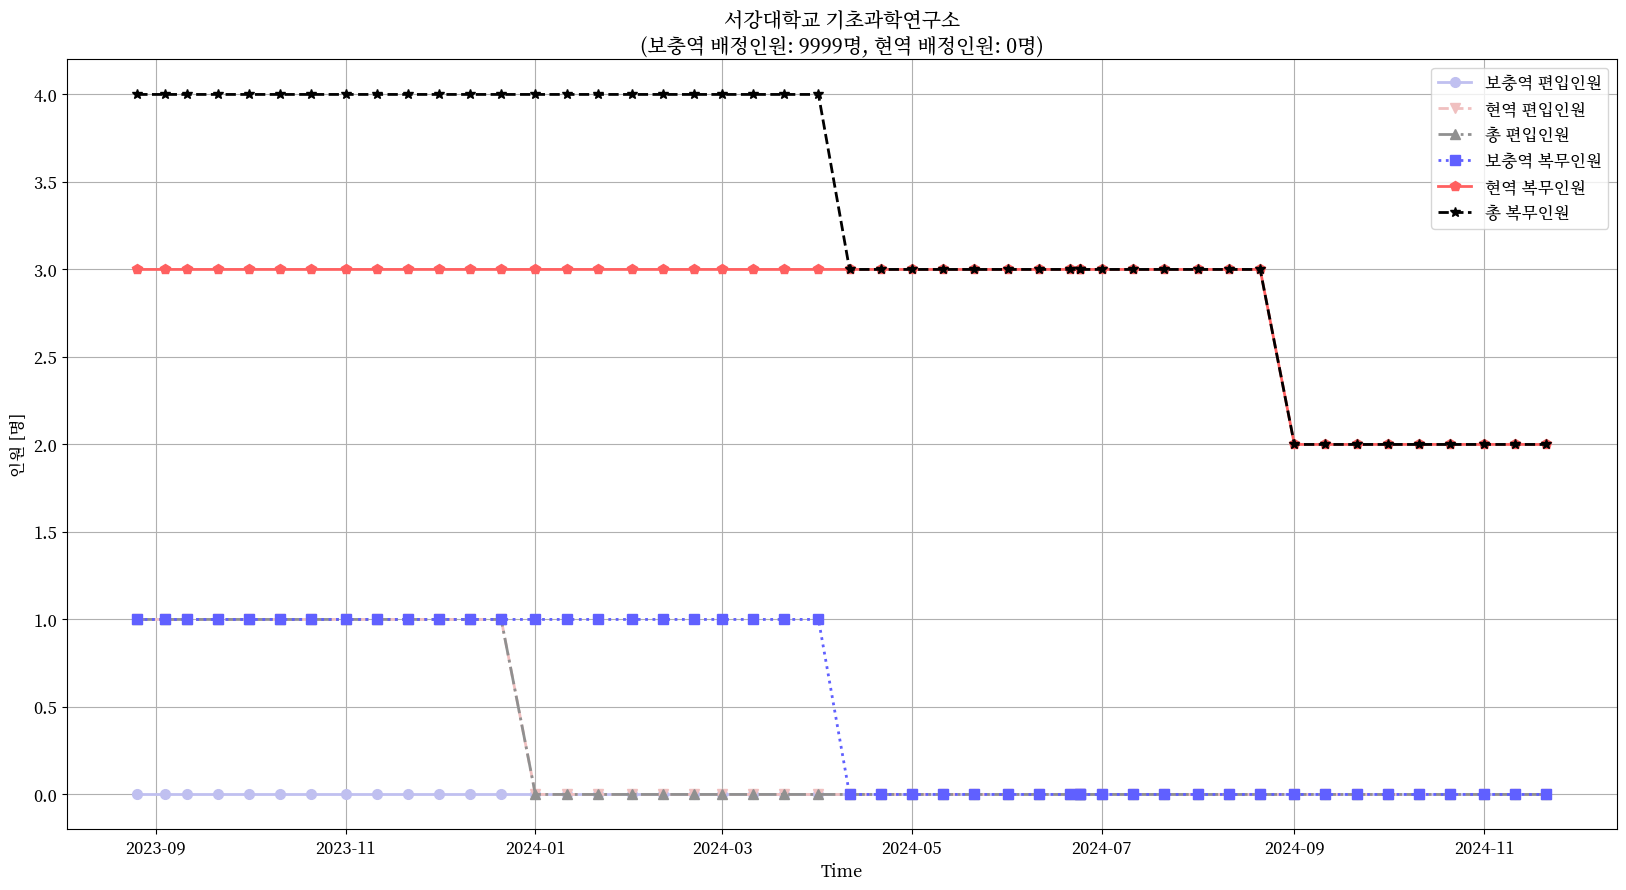 서강대학교 기초과학연구소
(보충역 배정인원: 9999명, 현역 배정인원: 0명)
보충역 편입인원
현역 편입인원
총 편입인원
보충역 복무인원
현역 복무인원
총 복무인원
4.0
3.5
3.0
2.5
2.0
1.5
1.0
0.5
0.0
인원 [명]
2023-09 2023-11 2024-01 2024-03 2024-05 2024-07 2024-09 2024-11
Time